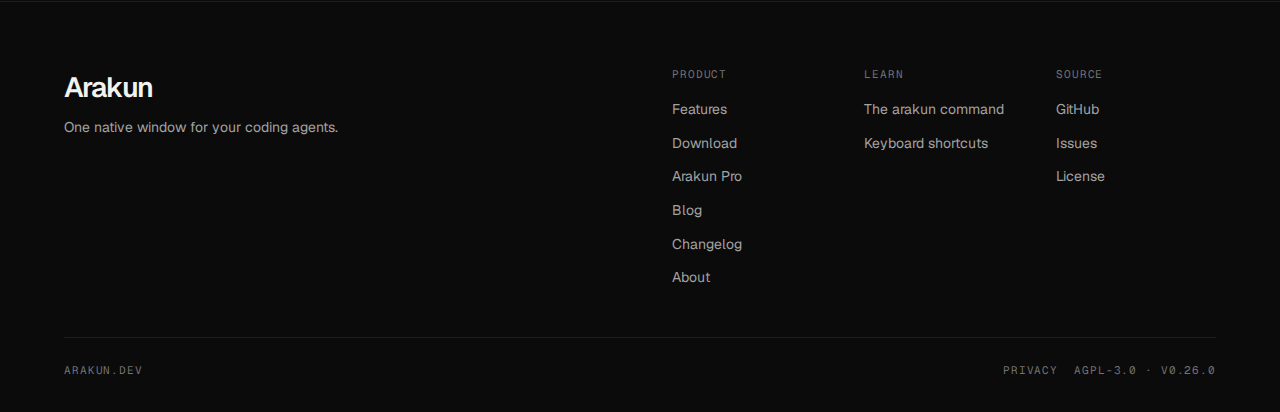 Arakun
One native window for your coding agents.
PRODUCT
Features
Download
Arakun Pro
Blog
Changelog
About
LEARN
The arakun command
Keyboard shortcuts
SOURCE
GitHub
Issues
License
ARAKUN.DEV
PRIVACY AGPL-3.0 · V0.26.0